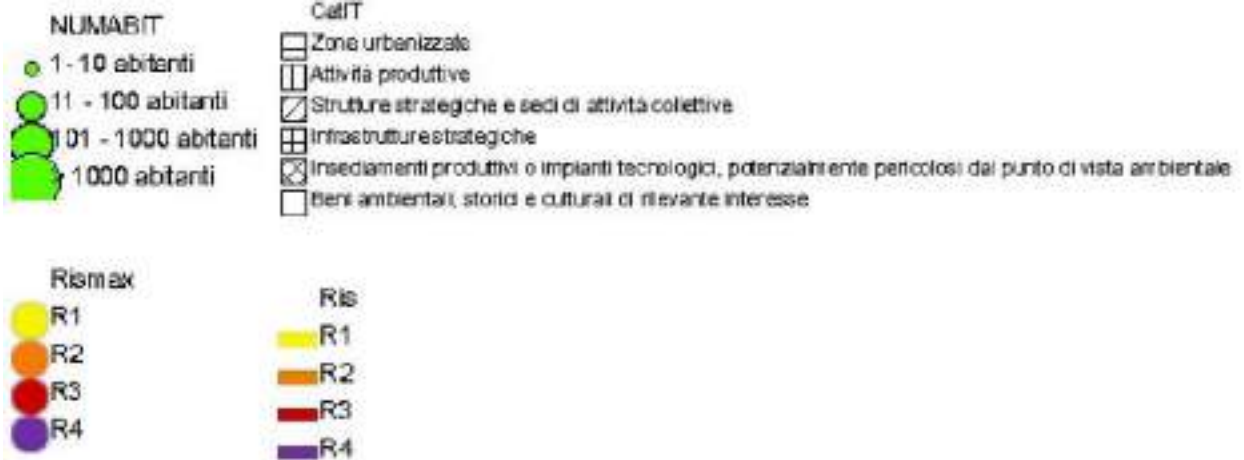 NUMABIT
1-10 abitanti
11 - 100 abitanti
101 - 1000 abitanti
1000 abitanti
CatIT
Zone urbanizzate
Attività produttive
Strutture strategiche e sedi di attività collettive
Infrastrutture strategiche
Insediamenti produttivi o impianti tecnologici, potenzialmente pericolosi dal punto di vista ambientale
Beni ambientali, storici e culturali di rilevante interesse
Rismax
R1
R2
R3
R4
Ris
R1
R2
R3
R4